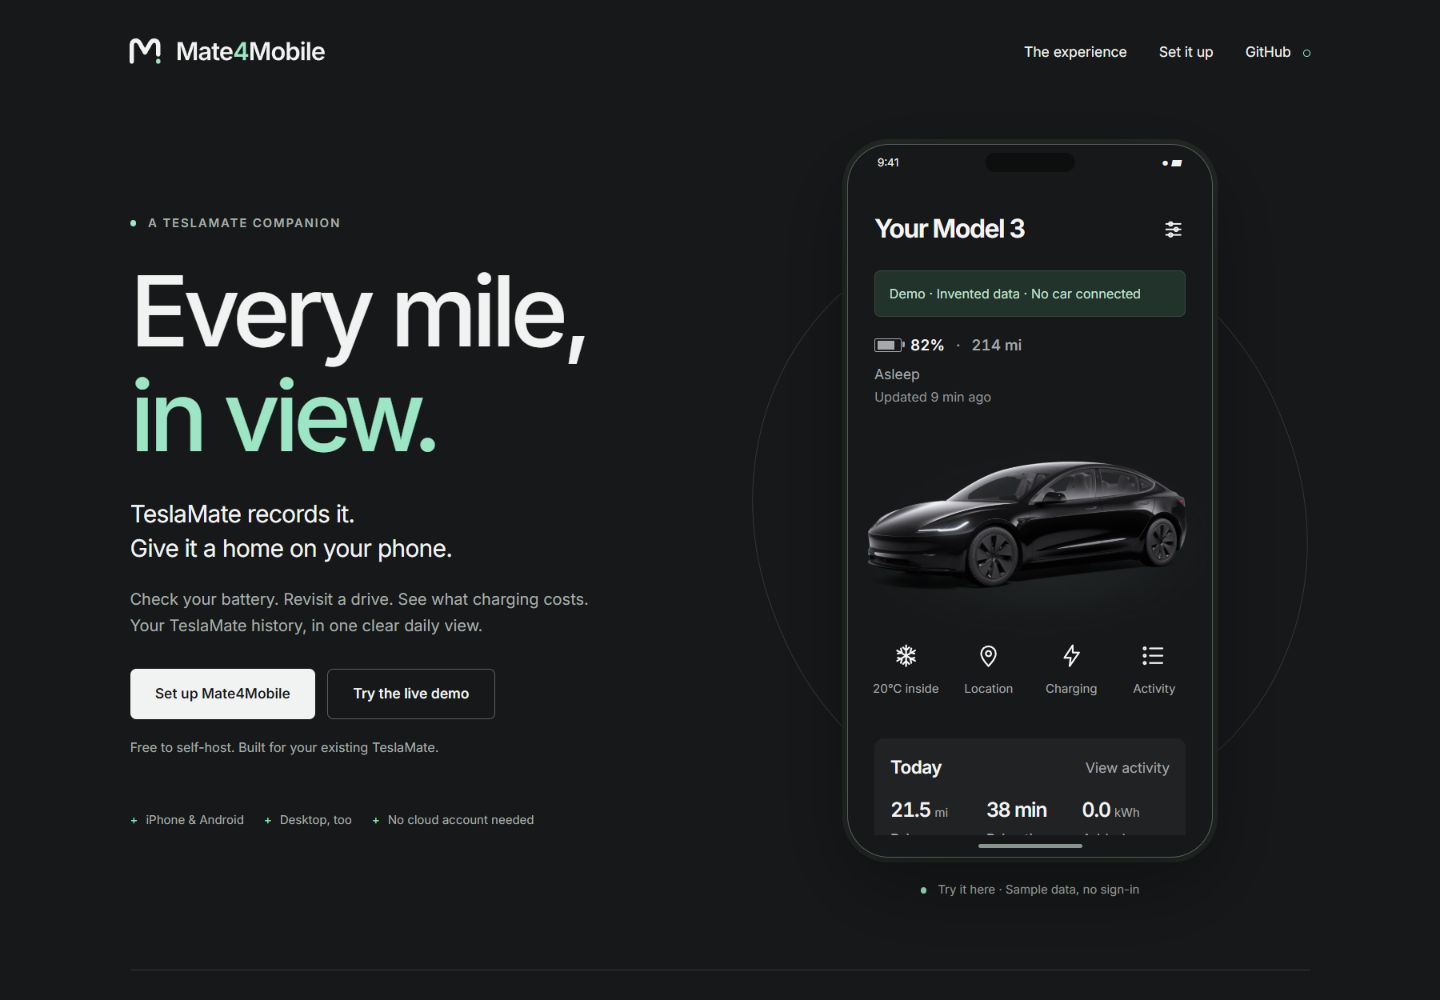 Mate4Mobile
The experience
Set it up
GitHub
A TESLAMATE COMPANION
Every mile,
in view.
TeslaMate records it.
Give it a home on your phone.
Check your battery. Revisit a drive. See what charging costs.
Your TeslaMate history, in one clear daily view.
Set up Mate4Mobile
Try the live demo
Free to self-host. Built for your existing TeslaMate.
+ iPhone & Android
+ Desktop, too
+ No cloud account needed
9:41
Your Model 3
Demo · Invented data · No car connected
82% · 214 mi
Asleep
Updated 9 min ago
20°C inside
Location
Charging
Activity
Today
View activity
21.5 mi
38 min
0.0 kWh
Try it here · Sample data, no sign-in